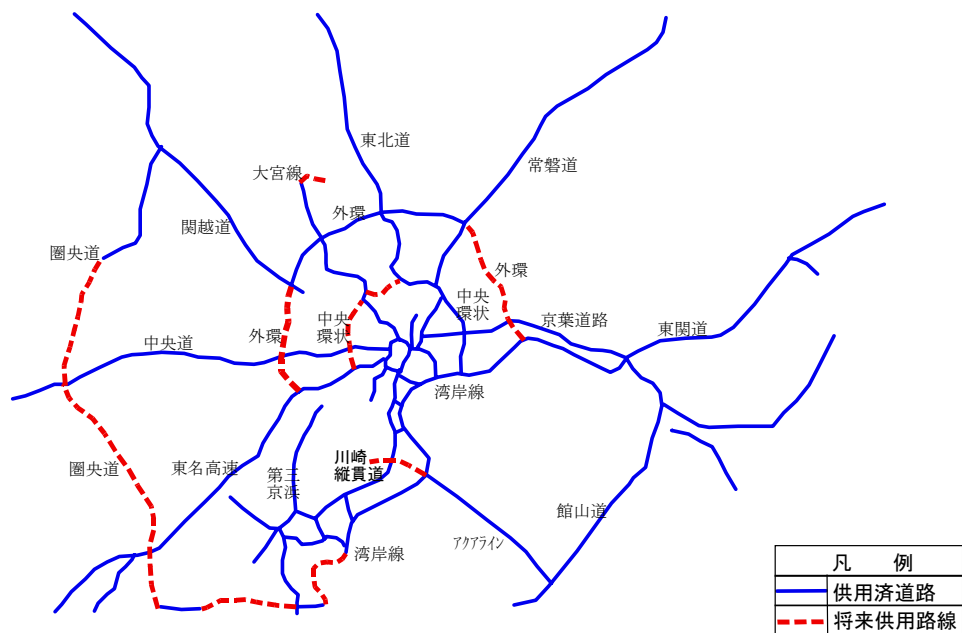 東北道
常磐道
大宮線
外環
関越道
圏央道
外環
中央
環状
中央
環状
京葉道路
東関道
中央道
外環
湾岸線
圏央道
東名高速
第三
京浜
川崎
縦貫道
館山道
アクアライン
湾岸線
凡　例
供用済道路
将来供用路線